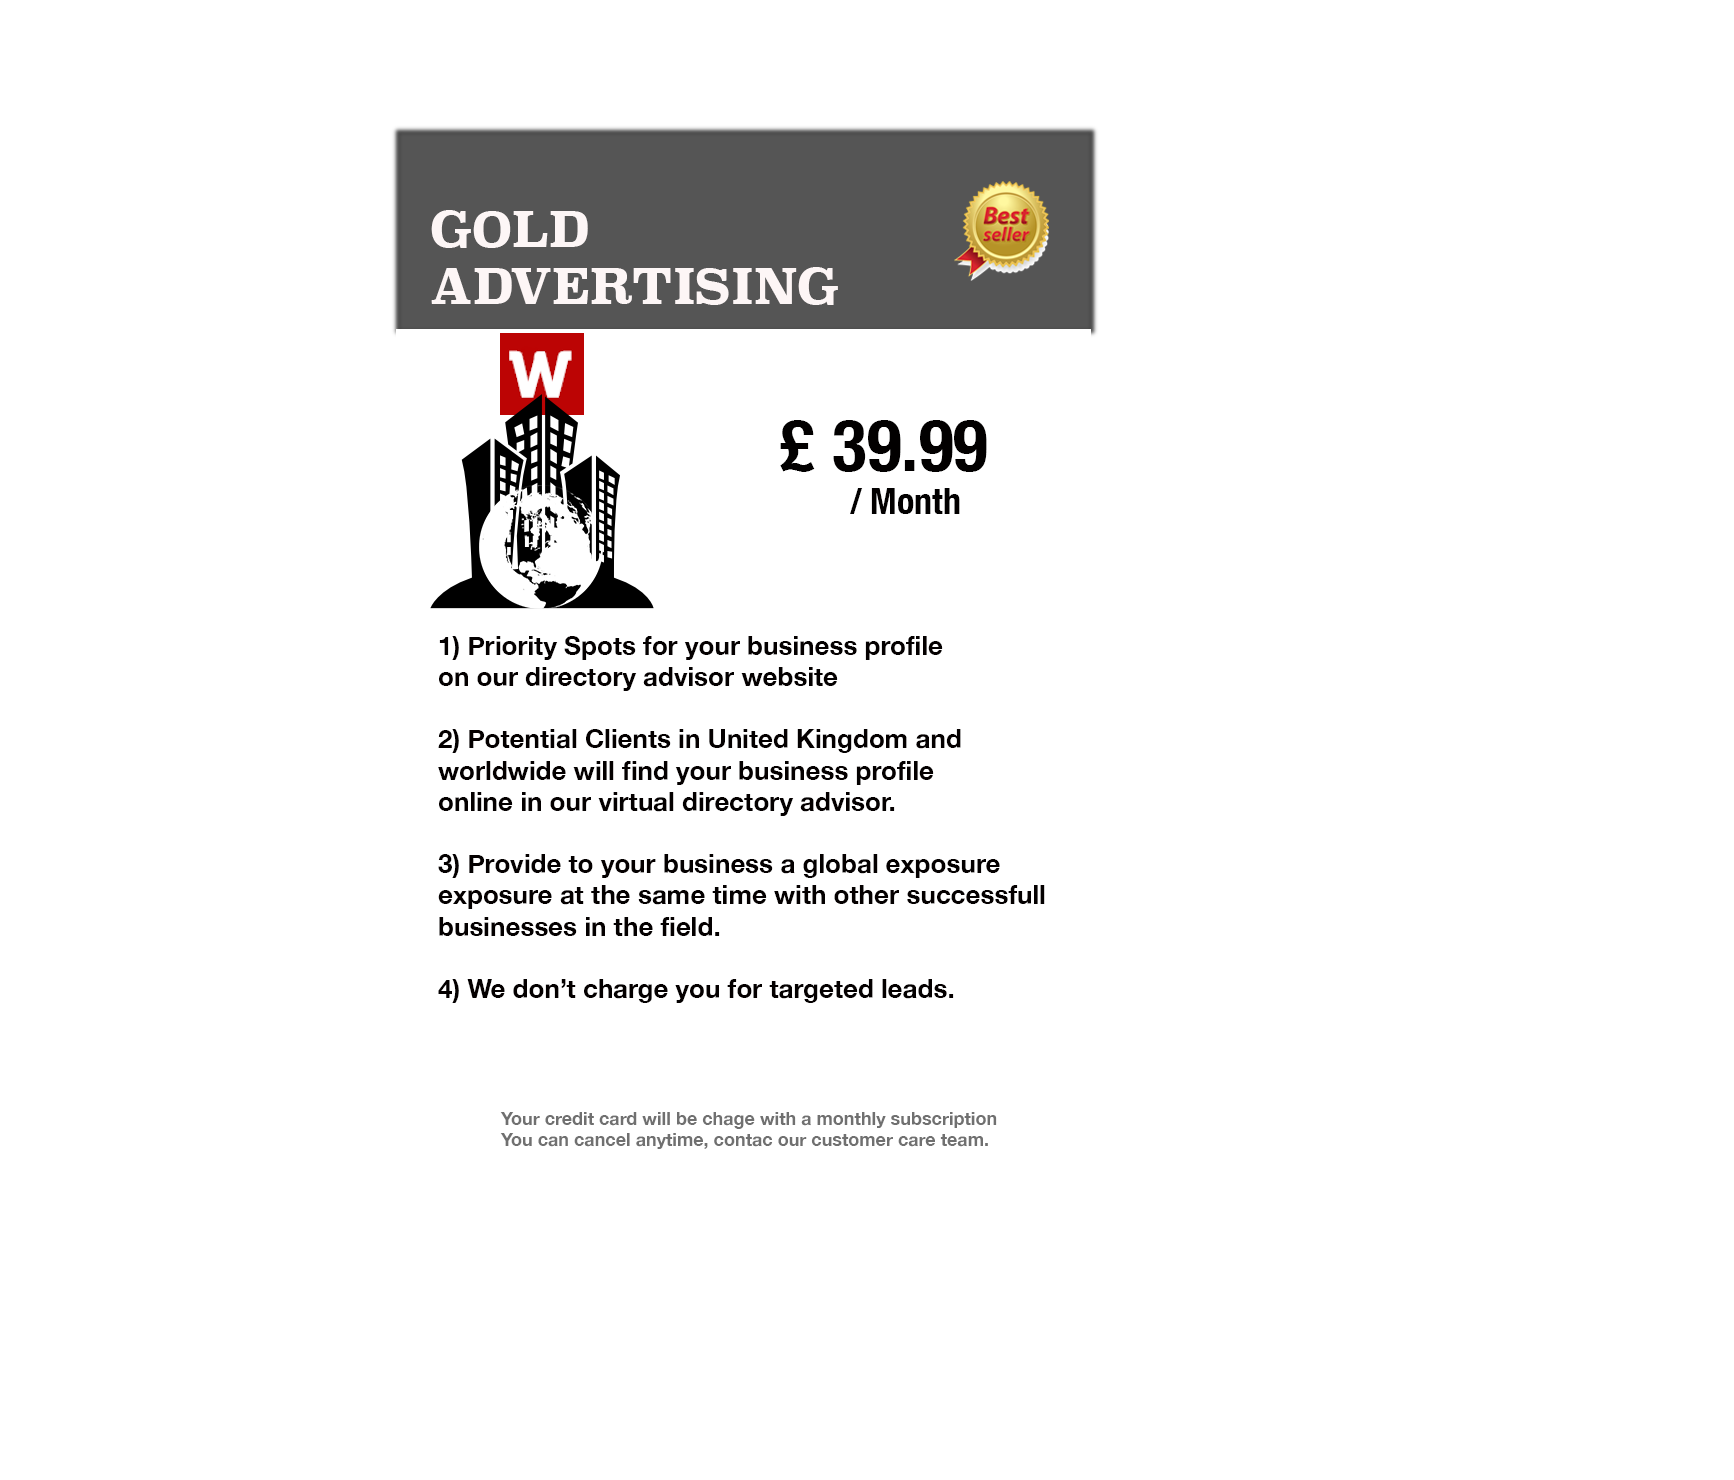 GOLD
ADVERTISING
Best
seller
W
£ 39.99
/ Month
1) Priority Spots for your business profile
on our directory advisor website
2) Potential Clients in United Kingdom and
worldwide will find your business profile
online in our virtual directory advisor.
3) Provide to your business a global exposure
exposure at the same time with other successfull
businesses in the field.
4) We don’t charge you for targeted leads.
Your credit card will be chage with a monthly subscription
You can cancel anytime, contac our customer care team.